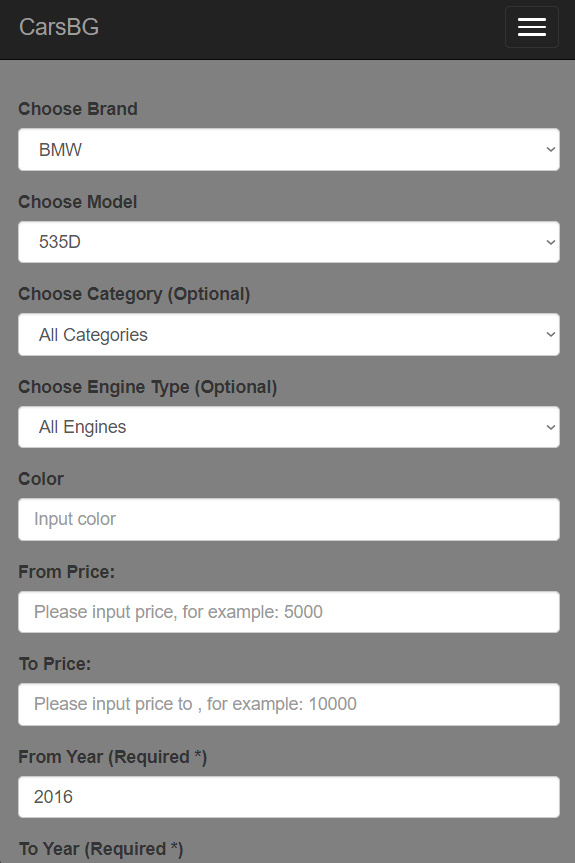 CarsBG
Choose Brand
BMW
Choose Model
535D
Choose Category (Optional)
All Categories
Choose Engine Type (Optional)
All Engines
Color
Input color
From Price:
Please input price, for example: 5000
To Price:
Please input price to , for example: 10000
From Year (Required *)
2016
To Year (Required *)